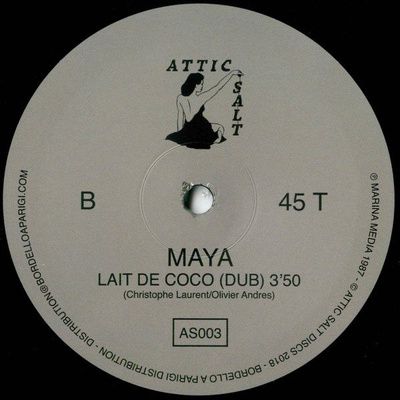 ATTIC
SALT
B
45 T
MAYA
LAIT DE COCO (DUB) 3'50
(Christophe Laurent/Olivier Andres)
AS003
℗ MARINA MEDIA 1987 - © ATTIC SALT DISCS 2018 - BORDELLO A PARIGI DISTRIBUTION - DISTRIBUTION@BORDELLOAPARIGI.COM